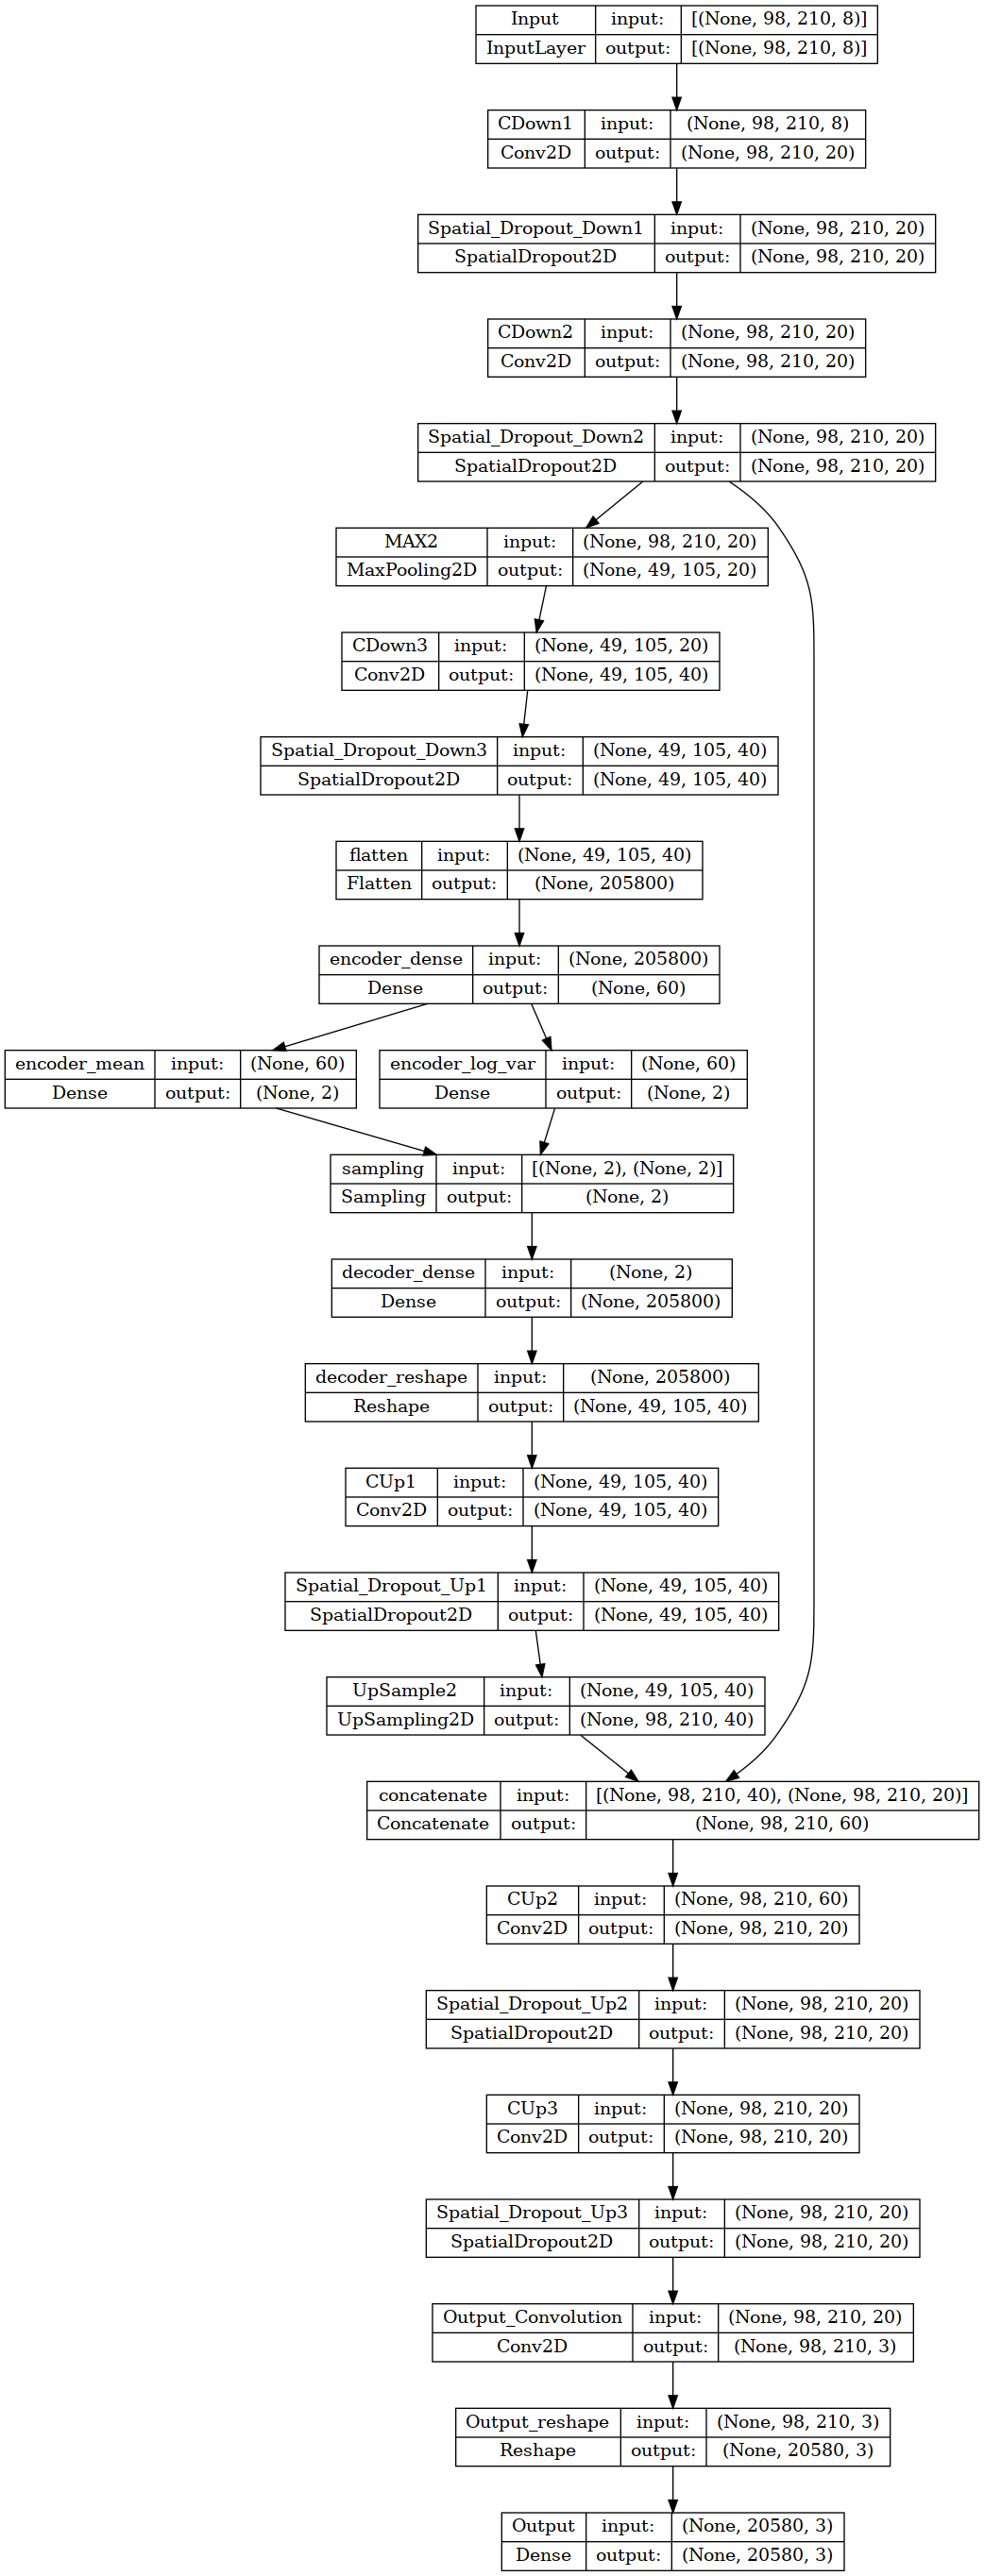 Input input: [(None, 98, 210, 8)]
InputLayer output: [(None, 98, 210, 8)]
CDown1 input: (None, 98, 210, 8)
Conv2D output: (None, 98, 210, 20)
Spatial_Dropout_Down1 input: (None, 98, 210, 20)
SpatialDropout2D output: (None, 98, 210, 20)
CDown2 input: (None, 98, 210, 20)
Conv2D output: (None, 98, 210, 20)
Spatial_Dropout_Down2 input: (None, 98, 210, 20)
SpatialDropout2D output: (None, 98, 210, 20)
MAX2 input: (None, 98, 210, 20)
MaxPooling2D output: (None, 49, 105, 20)
CDown3 input: (None, 49, 105, 20)
Conv2D output: (None, 49, 105, 40)
Spatial_Dropout_Down3 input: (None, 49, 105, 40)
SpatialDropout2D output: (None, 49, 105, 40)
flatten input: (None, 49, 105, 40)
Flatten output: (None, 205800)
encoder_dense input: (None, 205800)
Dense output: (None, 60)
encoder_mean input: (None, 60)
Dense output: (None, 2)
encoder_log_var input: (None, 60)
Dense output: (None, 2)
sampling input: [(None, 2), (None, 2)]
Sampling output: (None, 2)
decoder_dense input: (None, 2)
Dense output: (None, 205800)
decoder_reshape input: (None, 205800)
Reshape output: (None, 49, 105, 40)
CUp1 input: (None, 49, 105, 40)
Conv2D output: (None, 49, 105, 40)
Spatial_Dropout_Up1 input: (None, 49, 105, 40)
SpatialDropout2D output: (None, 49, 105, 40)
UpSample2 input: (None, 49, 105, 40)
UpSampling2D output: (None, 98, 210, 40)
concatenate input: [(None, 98, 210, 40), (None, 98, 210, 20)]
Concatenate output: (None, 98, 210, 60)
CUp2 input: (None, 98, 210, 60)
Conv2D output: (None, 98, 210, 20)
Spatial_Dropout_Up2 input: (None, 98, 210, 20)
SpatialDropout2D output: (None, 98, 210, 20)
CUp3 input: (None, 98, 210, 20)
Conv2D output: (None, 98, 210, 20)
Spatial_Dropout_Up3 input: (None, 98, 210, 20)
SpatialDropout2D output: (None, 98, 210, 20)
Output_Convolution input: (None, 98, 210, 20)
Conv2D output: (None, 98, 210, 3)
Output_reshape input: (None, 98, 210, 3)
Reshape output: (None, 20580, 3)
Output input: (None, 20580, 3)
Dense output: (None, 20580, 3)